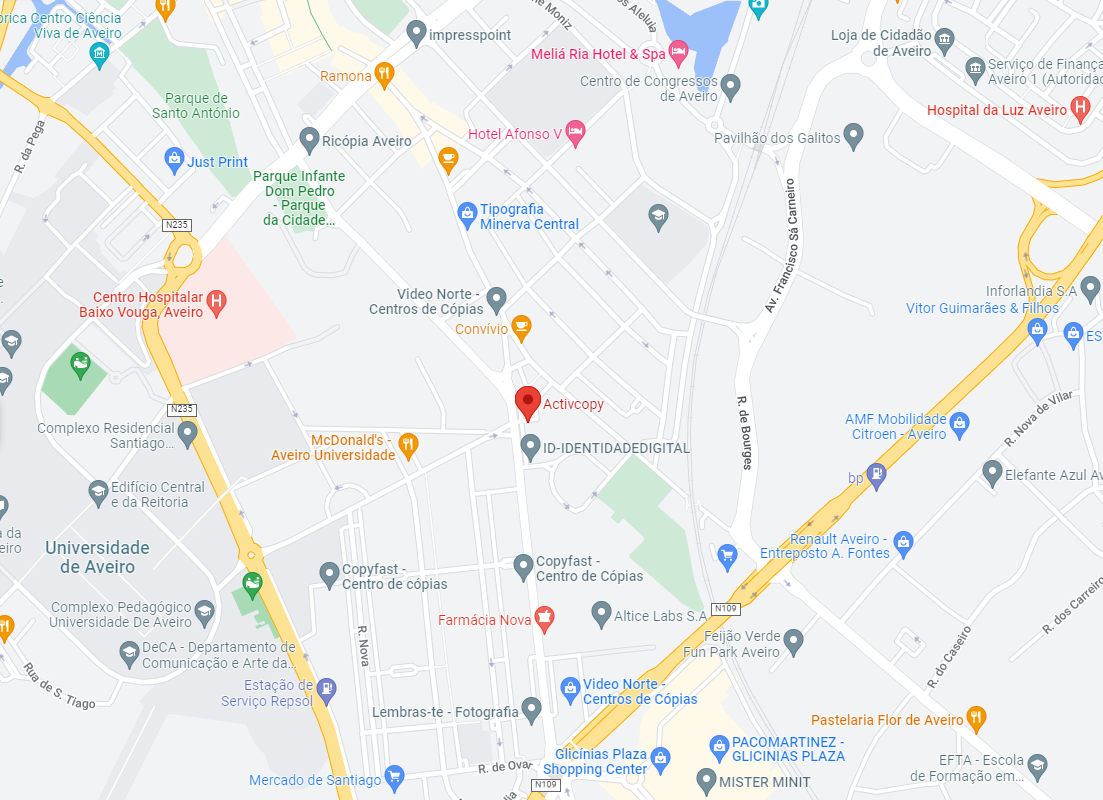 orica Centro Ciência
Viva de Aveiro
impresspoint
e Moniz
os Aleluia
Meliá Ria Hotel & Spa
Loja de Cidadão
de Aveiro
Ramona
Centro de Congressos
de Aveiro
Serviço de Finança
Aveiro 1 (Autoridad
Parque de
Santo António
Hospital da Luz Aveiro
R. da Pega
Ricópia Aveiro
Hotel Afonso V
Pavilhão dos Galitos
Just Print
Parque Infante
Dom Pedro
- Parque
da Cidade...
Tipografia
Minerva Central
N235
Av. Francisco Sá Carneiro
Centro Hospitalar
Baixo Vouga, Aveiro
Video Norte -
Centros de Cópias
Inforlandia S.A
Vitor Guimarães & Filhos
Convívio
ES
N235
Activcopy
R. de Bourges
R. Nova de Vilar
AMF Mobilidade
Citroen - Aveiro
Complexo Residencial
Santiago...
McDonald's -
Aveiro Universidade
ID-IDENTIDADEDIGITAL
bp
Elefante Azul Av
Edifício Central
e da Reitoria
a da
eiro
Universidade
de Aveiro
Renault Aveiro -
Entreposto A. Fontes
Copyfast -
Centro de cópias
Copyfast -
Centro de Cópias
Complexo Pedagógico
Universidade De Aveiro
Farmácia Nova
Altice Labs S.A
N109
R. dos Carreiro
R. Nova
DeCA - Departamento de
Comunicação e Arte da...
Feijão Verde
Fun Park Aveiro
R. do Caseiro
Rua de S. Tiago
Estação de
Serviço Repsol
Video Norte -
Centros de Cópias
Lembras-te - Fotografia
Pastelaria Flor de Aveiro
Glicínias Plaza
Shopping Center
PACOMARTINEZ -
GLICINIAS PLAZA
EFTA - Escola
de Formação em...
R. de Ovar
Mercado de Santiago
N109
MISTER MINIT